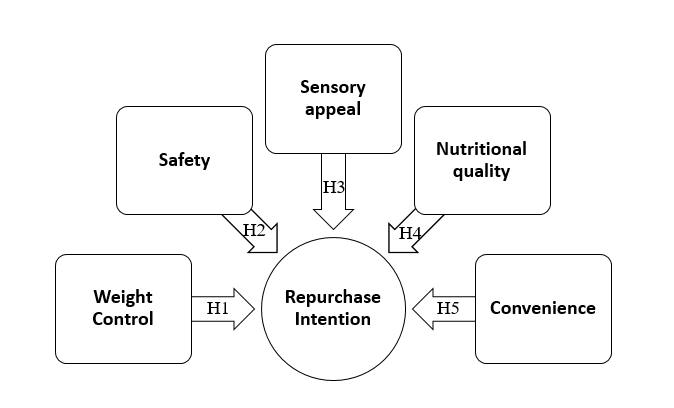 Sensory
appeal
Safety
Nutritional
quality
H3
H2
H4
Weight
Control
H1
Repurchase
Intention
H5
Convenience